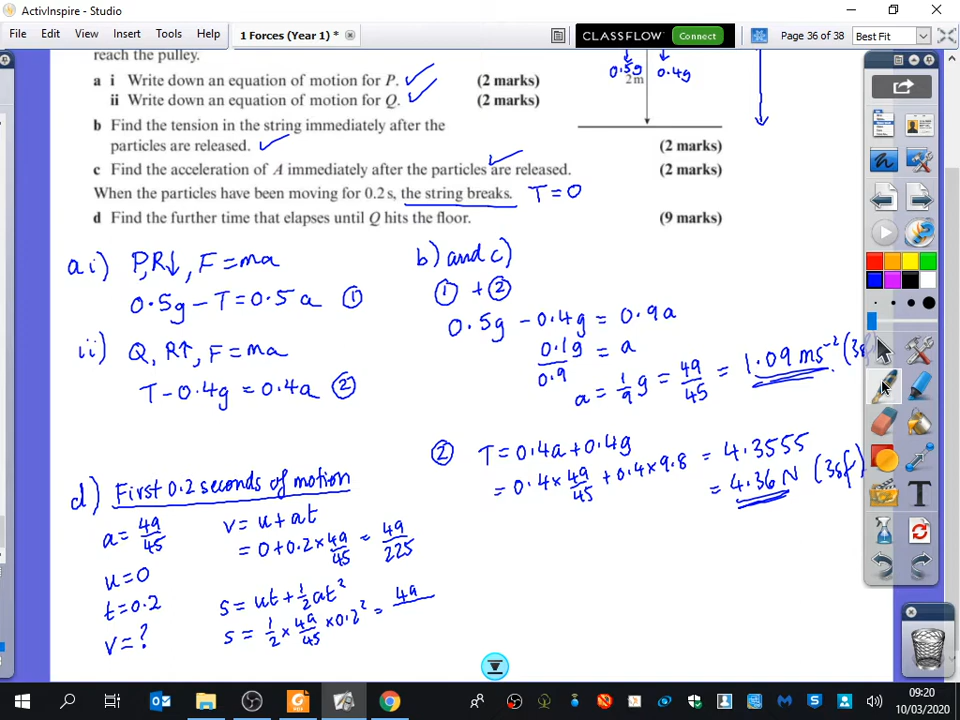 ActivInspire - Studio
File Edit View Insert Tools Help
1 Forces (Year 1) *
CLASSFLOW Connect
Page 36 of 38
Best Fit
reach the pulley.
a i Write down an equation of motion for P. (2 marks)
ii Write down an equation of motion for Q. (2 marks)
b Find the tension in the string immediately after the
particles are released. (2 marks)
c Find the acceleration of A immediately after the particles are released. (2 marks)
When the particles have been moving for 0.2 s, the string breaks. T = 0
d Find the further time that elapses until Q hits the floor. (9 marks)
0.5g 0.4g
2 m
a i) P, R↓, F = ma
0.5g - T = 0.5a ①
ii) Q, R↑, F = ma
T - 0.4g = 0.4a ②
b) and c)
① + ②
0.5g - 0.4g = 0.9a
0.1g/0.9 = a
a = 1/9 g = 49/45 = 1.09 ms⁻² (3s
② T = 0.4a + 0.4g
= 0.4 × 49/45 + 0.4 × 9.8 = 4.3555
= 4.36 N (3sf)
d) First 0.2 seconds of motion
a = 49/45
u = 0
t = 0.2
v = ?
v = u + at
= 0 + 0.2 × 49/45 = 49/225
s = ut + ½at²
s = ½ × 49/45 × 0.2² = 49
09:20
10/03/2020